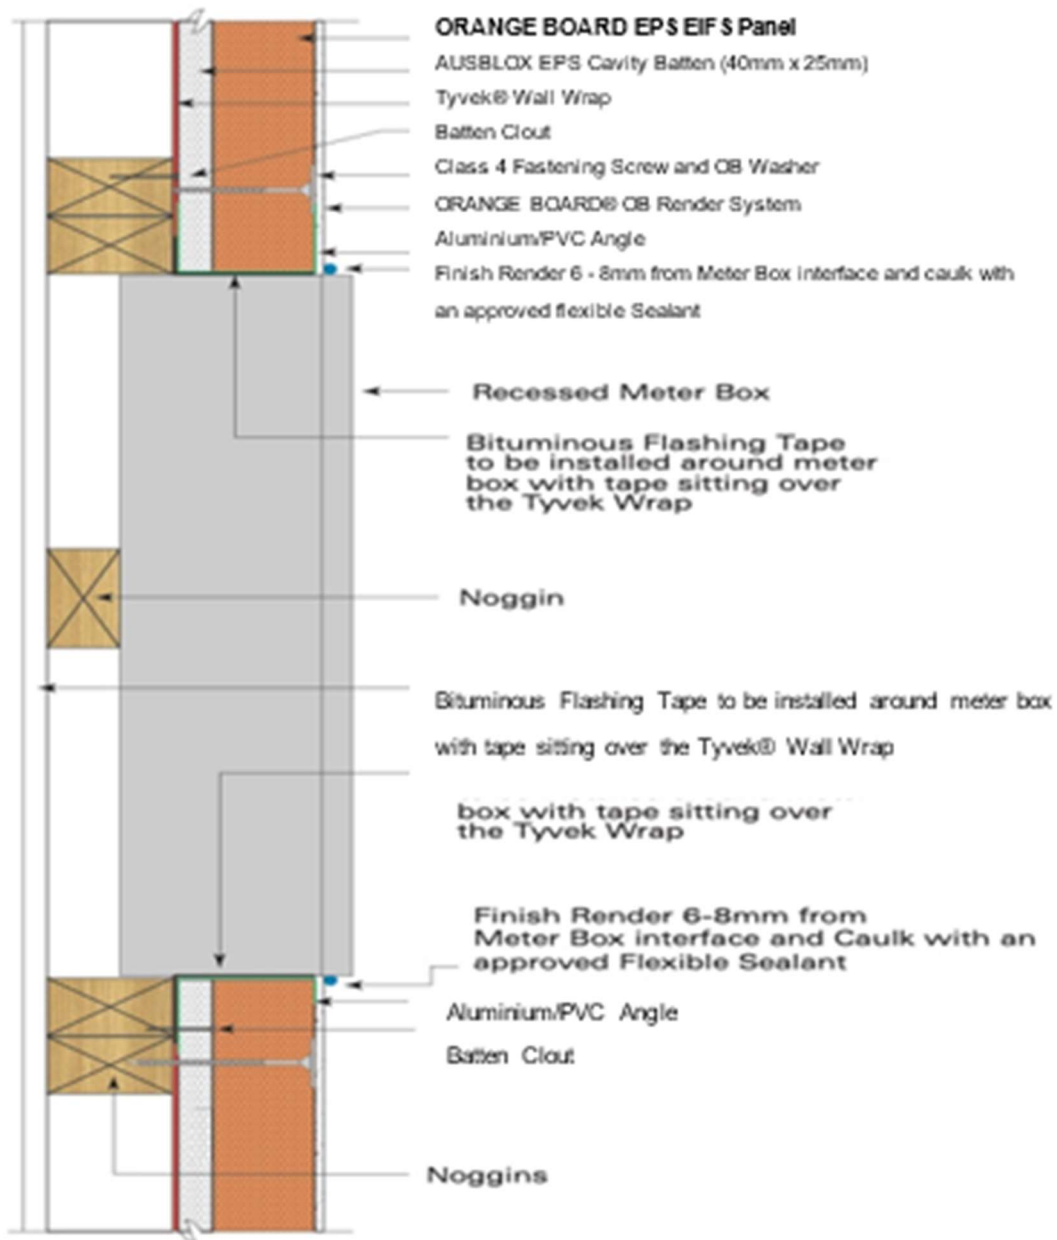 ORANGE BOARD EPS EIFS Panel
AUSBLOX EPS Cavity Batten (40mm x 25mm)
Tyvek® Wall Wrap
Batten Clout
Class 4 Fastening Screw and OB Washer
ORANGE BOARD® OB Render System
Aluminium/PVC Angle
Finish Render 6 - 8mm from Meter Box interface and caulk with
an approved flexible Sealant
Recessed Meter Box
Bituminous Flashing Tape
to be installed around meter
box with tape sitting over
the Tyvek Wrap
Noggin
Bituminous Flashing Tape to be installed around meter box
with tape sitting over the Tyvek® Wall Wrap
box with tape sitting over
the Tyvek Wrap
Finish Render 6-8mm from
Meter Box interface and Caulk with an
approved Flexible Sealant
Aluminium/PVC Angle
Batten Clout
Noggins